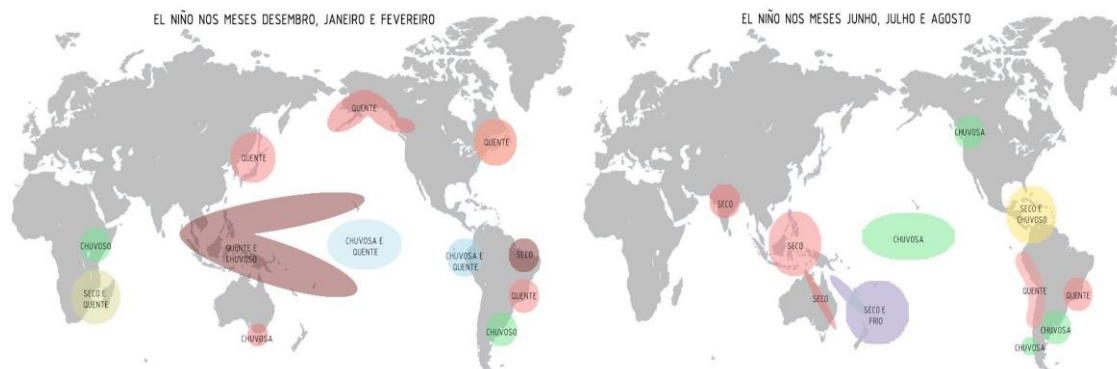 EL NIÑO NOS MESES DESEMBRO, JANEIRO E FEVEREIRO
QUENTE
QUENTE
QUENTE
CHUVOSO
SECO E
QUENTE
QUENTE E
CHUVOSO
CHUVOSA
CHUVOSA E
QUENTE
CHUVOSA E
QUENTE
SECO
QUENTE
CHUVOSO
EL NIÑO NOS MESES JUNHO, JULHO E AGOSTO
CHUVOSA
SECO
SECO
SECO
SECO E
FRIO
CHUVOSA
SECO E
CHUVOSO
QUENTE
QUENTE
CHUVOSA
CHUVOSA